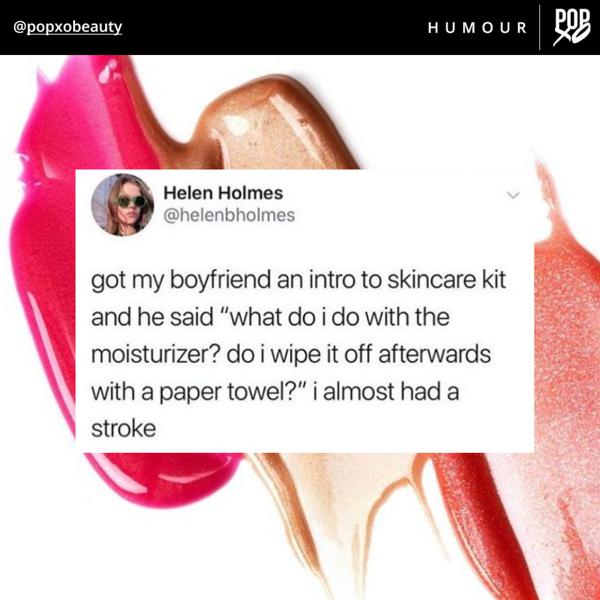 @popxobeauty
HUMOUR
POP
XO
Helen Holmes
@helenbholmes
got my boyfriend an intro to skincare kit
and he said "what do i do with the
moisturizer? do i wipe it off afterwards
with a paper towel?" i almost had a
stroke